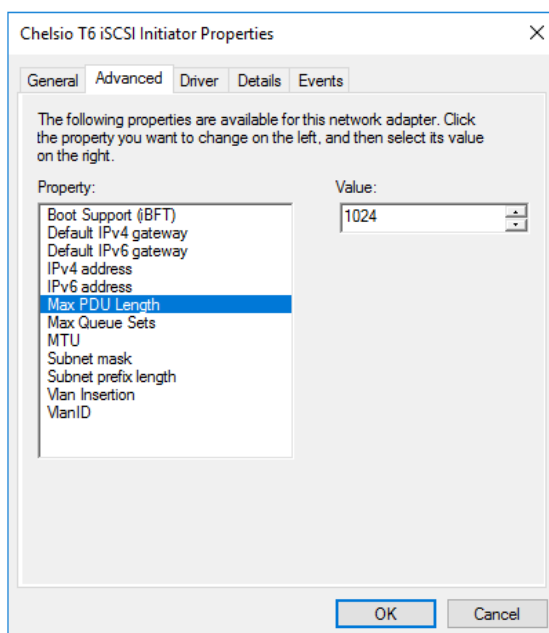 Chelsio T6 iSCSI Initiator Properties
General Advanced Driver Details Events
The following properties are available for this network adapter. Click
the property you want to change on the left, and then select its value
on the right.
Property:
Value:
Boot Support (iBFT)
1024
Default IPv4 gateway
Default IPv6 gateway
IPv4 address
IPv6 address
Max PDU Length
Max Queue Sets
MTU
Subnet mask
Subnet prefix length
Vlan Insertion
VlanID
OK
Cancel